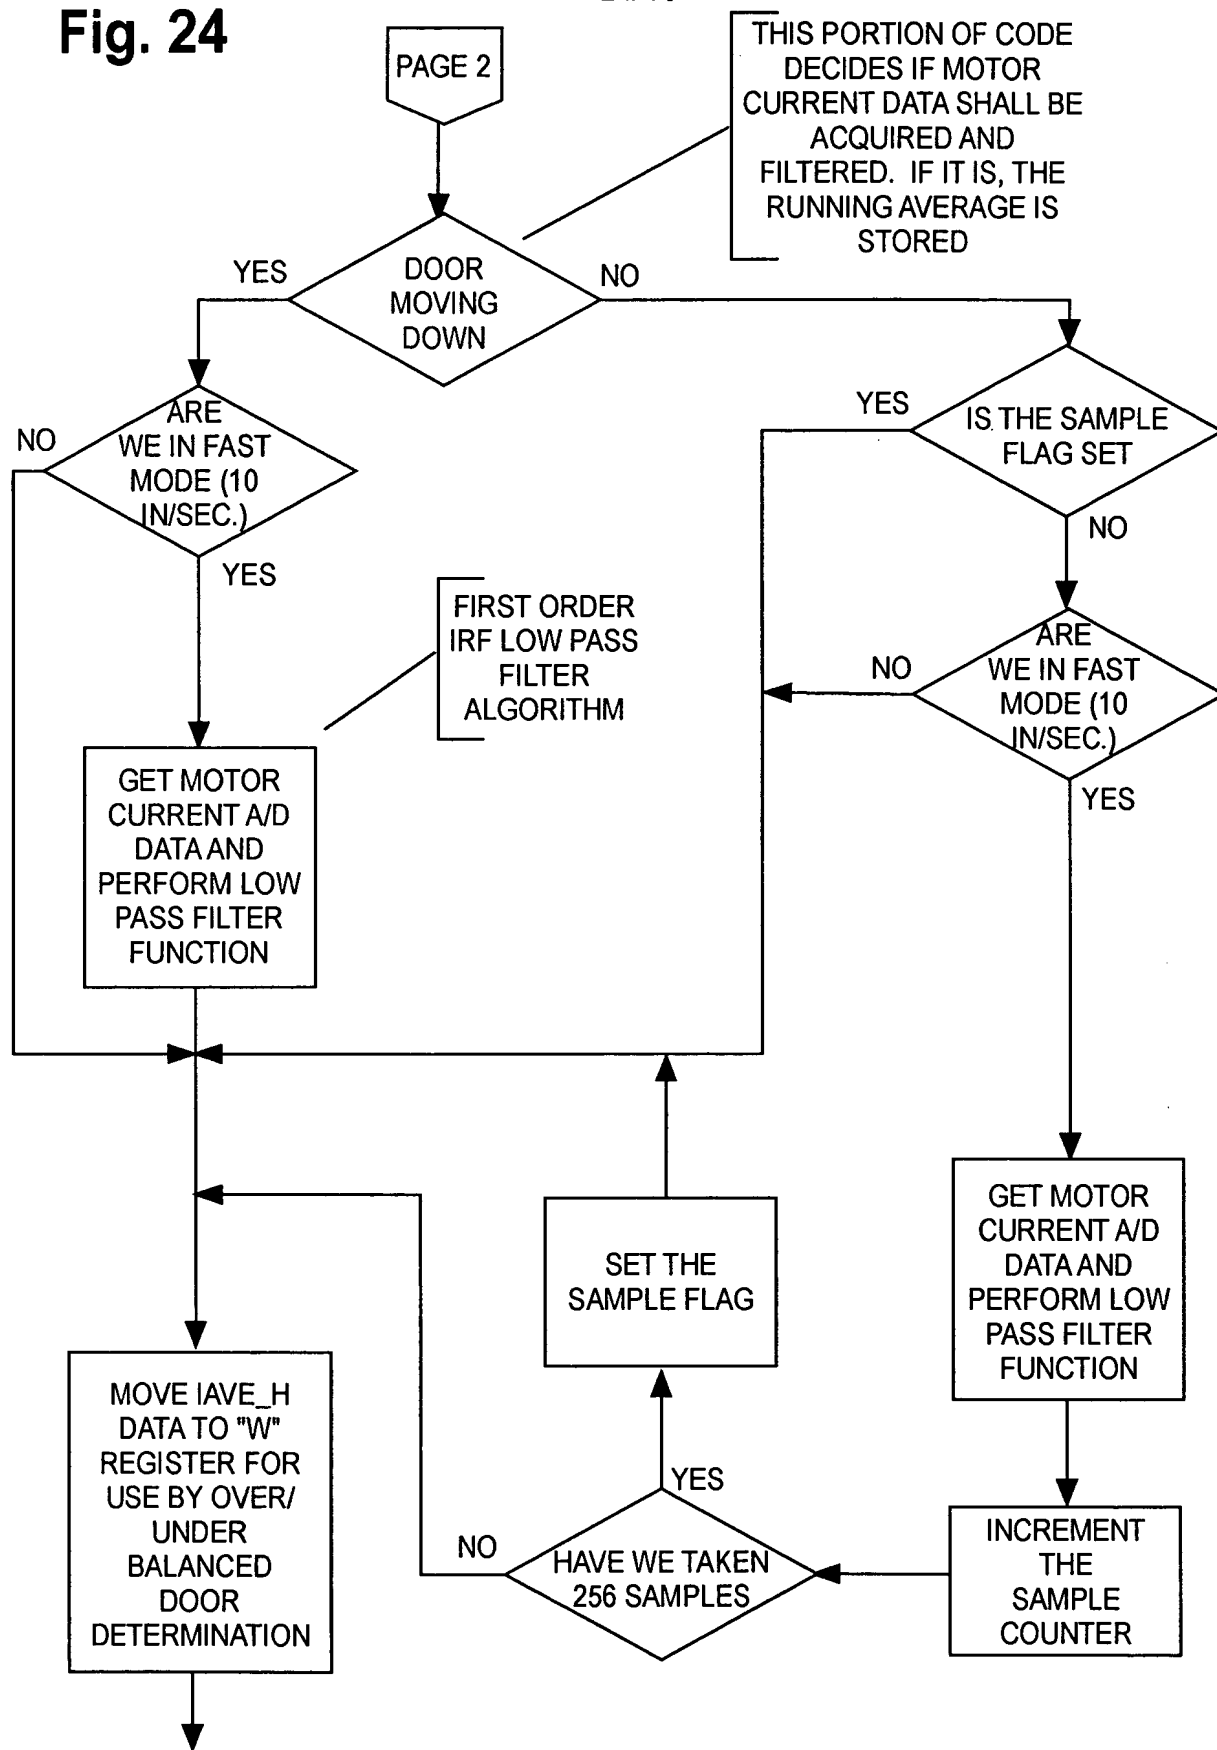 Fig. 24
PAGE 2
THIS PORTION OF CODE
DECIDES IF MOTOR
CURRENT DATA SHALL BE
ACQUIRED AND
FILTERED. IF IT IS, THE
RUNNING AVERAGE IS
STORED
YES
DOOR
MOVING
DOWN
NO
NO
ARE
WE IN FAST
MODE (10
IN/SEC.)
YES
YES
IS THE SAMPLE
FLAG SET
NO
FIRST ORDER
IRF LOW PASS
FILTER
ALGORITHM
NO
ARE
WE IN FAST
MODE (10
IN/SEC.)
YES
GET MOTOR
CURRENT A/D
DATA AND
PERFORM LOW
PASS FILTER
FUNCTION
GET MOTOR
CURRENT A/D
DATA AND
PERFORM LOW
PASS FILTER
FUNCTION
SET THE
SAMPLE FLAG
MOVE IAVE_H
DATA TO "W"
REGISTER FOR
USE BY OVER/
UNDER
BALANCED
DOOR
DETERMINATION
YES
NO
HAVE WE TAKEN
256 SAMPLES
INCREMENT
THE
SAMPLE
COUNTER